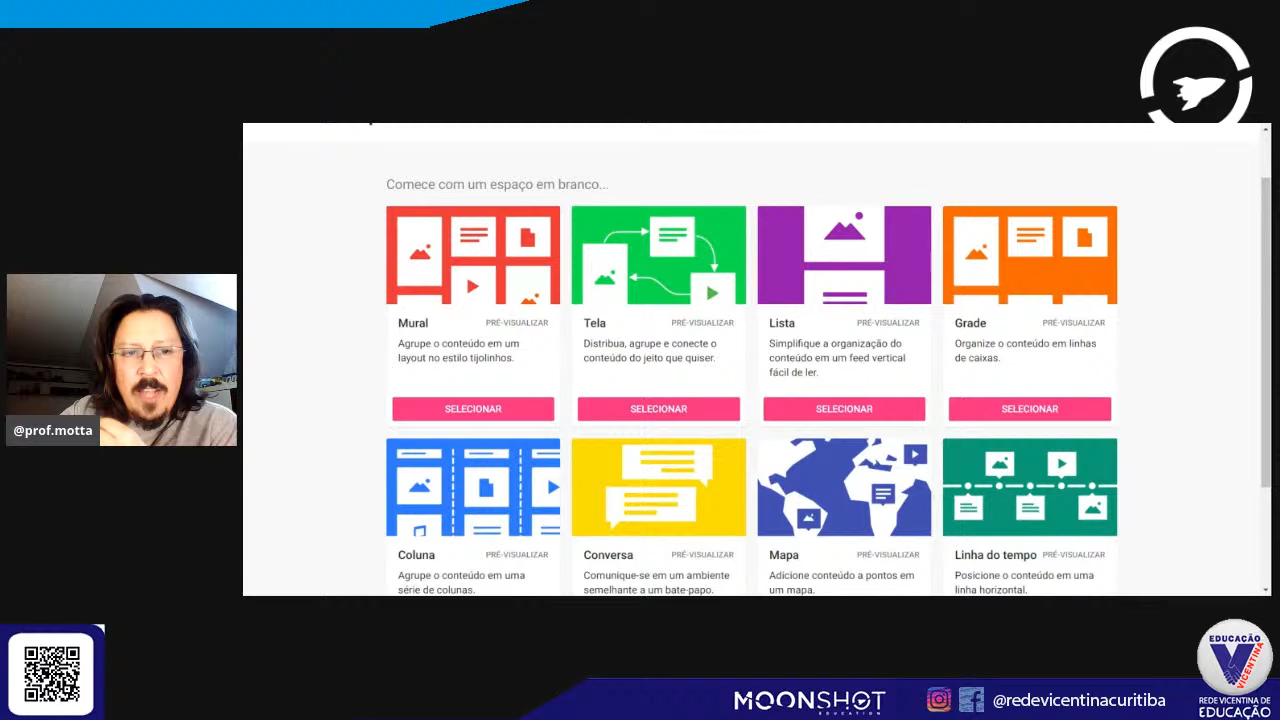 Comece com um espaço em branco...
Mural PRÉ-VISUALIZAR
Agrupe o conteúdo em um
layout no estilo tijolinhos.
SELECIONAR
Tela PRÉ-VISUALIZAR
Distribua, agrupe e conecte o
conteúdo do jeito que quiser.
SELECIONAR
Lista PRÉ-VISUALIZAR
Simplifique a organização do
conteúdo em um feed vertical
fácil de ler.
SELECIONAR
Grade PRÉ-VISUALIZAR
Organize o conteúdo em linhas
de caixas.
SELECIONAR
Coluna PRÉ-VISUALIZAR
Agrupe o conteúdo em uma
série de colunas.
Conversa PRÉ-VISUALIZAR
Comunique-se em um ambiente
semelhante a um bate-papo.
Mapa PRÉ-VISUALIZAR
Adicione conteúdo a pontos em
um mapa.
Linha do tempo PRÉ-VISUALIZAR
Posicione o conteúdo em uma
linha horizontal.
@prof.motta
MOONSHOT
EDUCATION
@redevicentinacuritiba
EDUCAÇÃO
VICENTINA
REDE VICENTINA DE
EDUCAÇÃO